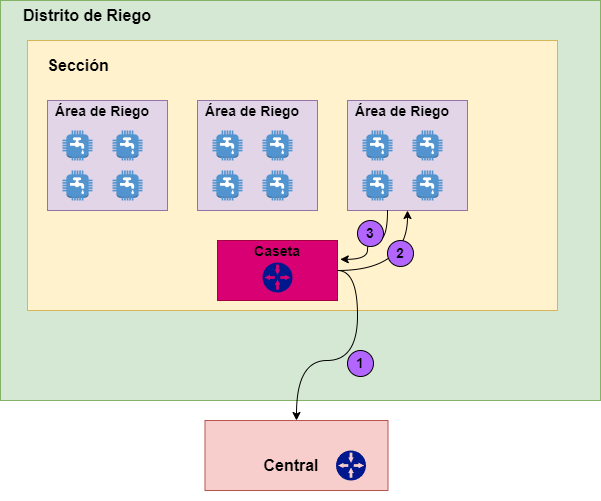 Distrito de Riego
Sección
Área de Riego
Área de Riego
Área de Riego
3
Caseta
2
1
Central